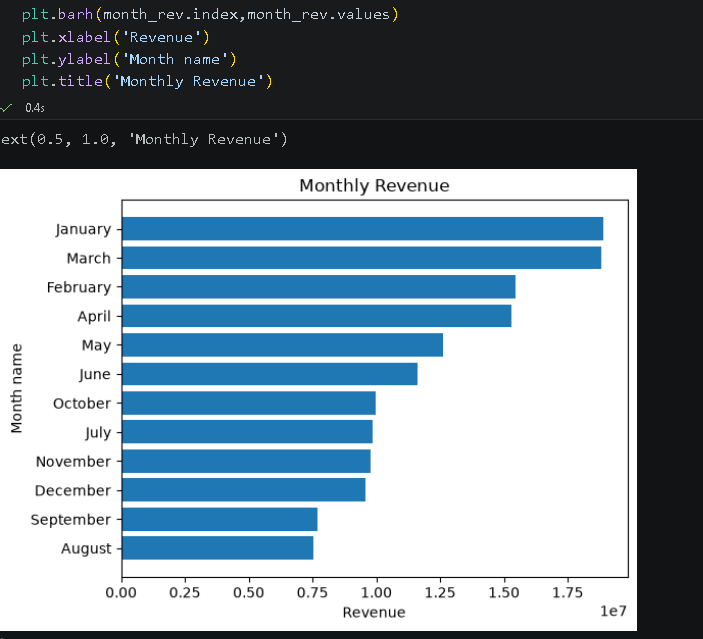 plt.barh(month_rev.index,month_rev.values)
plt.xlabel('Revenue')
plt.ylabel('Month name')
plt.title('Monthly Revenue')
0.4s
ext(0.5, 1.0, 'Monthly Revenue')
Monthly Revenue
January
March
February
April
May
June
October
July
November
December
September
August
Month name
0.00 0.25 0.50 0.75 1.00 1.25 1.50 1.75
1e7
Revenue